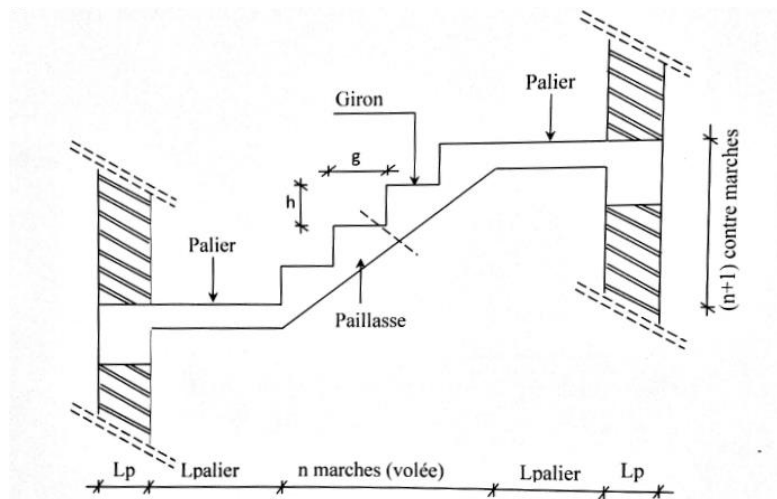 Palier
Giron
g
h
(n+1) contre marches
Palier
Paillasse
Lp
Lpalier
n marches (volée)
Lpalier
Lp